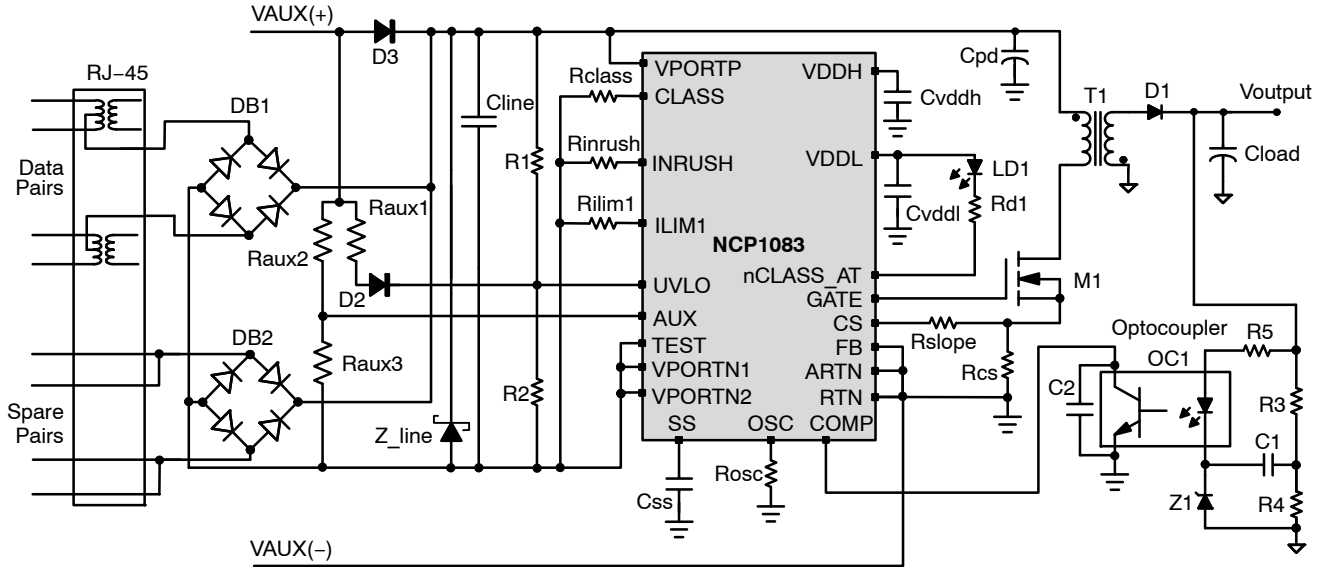 VAUX(+)
D3
RJ−45
DB1
Data
Pairs
Raux1
Raux2
D2
DB2
Raux3
Spare
Pairs
Z_line
Cline
R1
R2
Rclass
Rinrush
Rilim1
VPORTP
CLASS
INRUSH
ILIM1
NCP1083
UVLO
AUX
TEST
VPORTN1
VPORTN2
SS
OSC
COMP
VDDH
VDDL
nCLASS_AT
GATE
CS
FB
ARTN
RTN
Css
Rosc
Cvddh
Cvddl
LD1
Rd1
Cpd
T1
D1
Voutput
Cload
M1
Rslope
Rcs
Optocoupler
OC1
C2
R5
R3
C1
Z1
R4
VAUX(−)